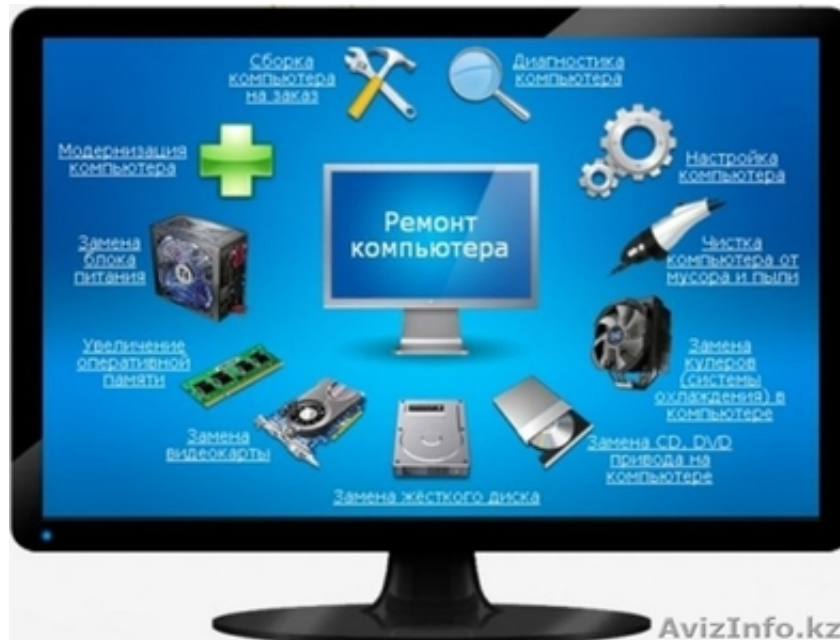 Сборка
компьютера
на заказ
Диагностика
компьютера
Модернизация
компьютера
Настройка
компьютера
Ремонт
компьютера
Замена
блока
питания
Чистка
компьютера от
мусора и пыли
Увеличение
оперативной
памяти
Замена
кулеров
(системы
охлаждения) в
компьютере
Замена
видеокарты
Замена CD, DVD
привода на
компьютере
Замена жёсткого диска
AvizInfo.kz